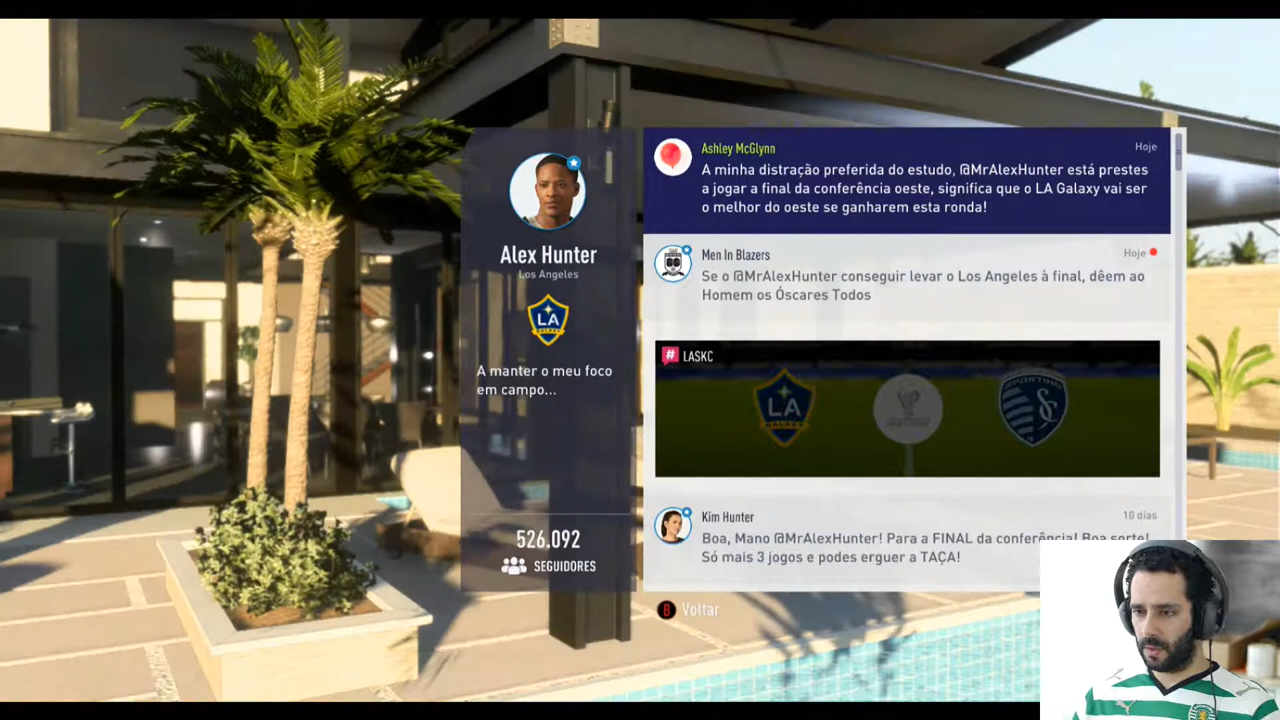 Alex Hunter
Los Angeles
LA
GALAXY
A manter o meu foco
em campo...
526.092
SEGUIDORES
Ashley McGlynn
Hoje
A minha distração preferida do estudo, @MrAlexHunter está prestes
a jogar a final da conferência oeste, significa que o LA Galaxy vai ser
o melhor do oeste se ganharem esta ronda!
Men In Blazers
Hoje
Se o @MrAlexHunter conseguir levar o Los Angeles à final, dêem ao
Homem os Óscares Todos
# LASKC
LA
GALAXY
SPORTING
SC
Kim Hunter
10 dias
Boa, Mano @MrAlexHunter! Para a FINAL da conferência! Boa sorte!
Só mais 3 jogos e podes erguer a TAÇA!
B Voltar